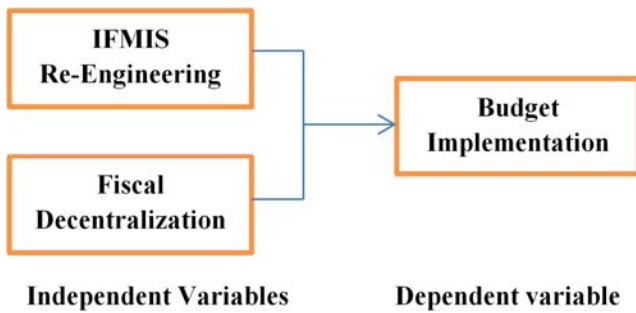 IFMIS
Re-Engineering
Budget
Implementation
Fiscal
Decentralization
Independent Variables
Dependent variable